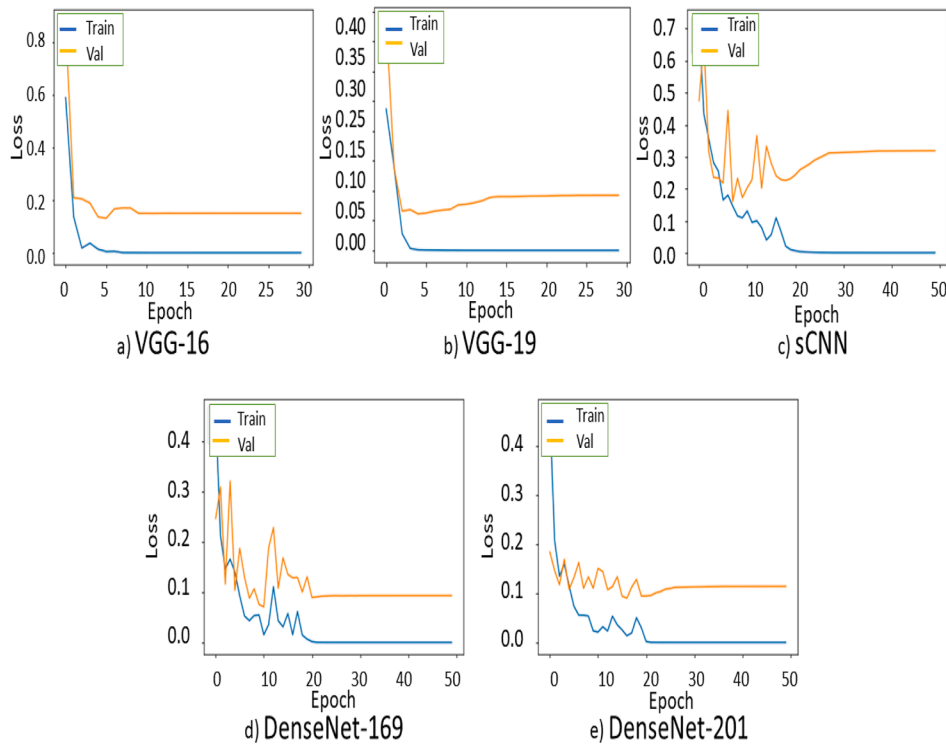 Train
Val
0.8
0.6
0.4
0.2
0.0
Loss
0 5 10 15 20 25 30
Epoch
a) VGG-16
Train
Val
0.40
0.35
0.30
0.25
0.20
0.15
0.10
0.05
0.00
Loss
0 5 10 15 20 25 30
Epoch
b) VGG-19
Train
Val
0.7
0.6
0.5
0.4
0.3
0.2
0.1
0.0
Loss
0 10 20 30 40 50
Epoch
c) sCNN
Train
Val
0.4
0.3
0.2
0.1
0.0
Loss
0 10 20 30 40 50
Epoch
d) DenseNet-169
Train
Val
0.4
0.3
0.2
0.1
0.0
Loss
0 10 20 30 40 50
Epoch
e) DenseNet-201